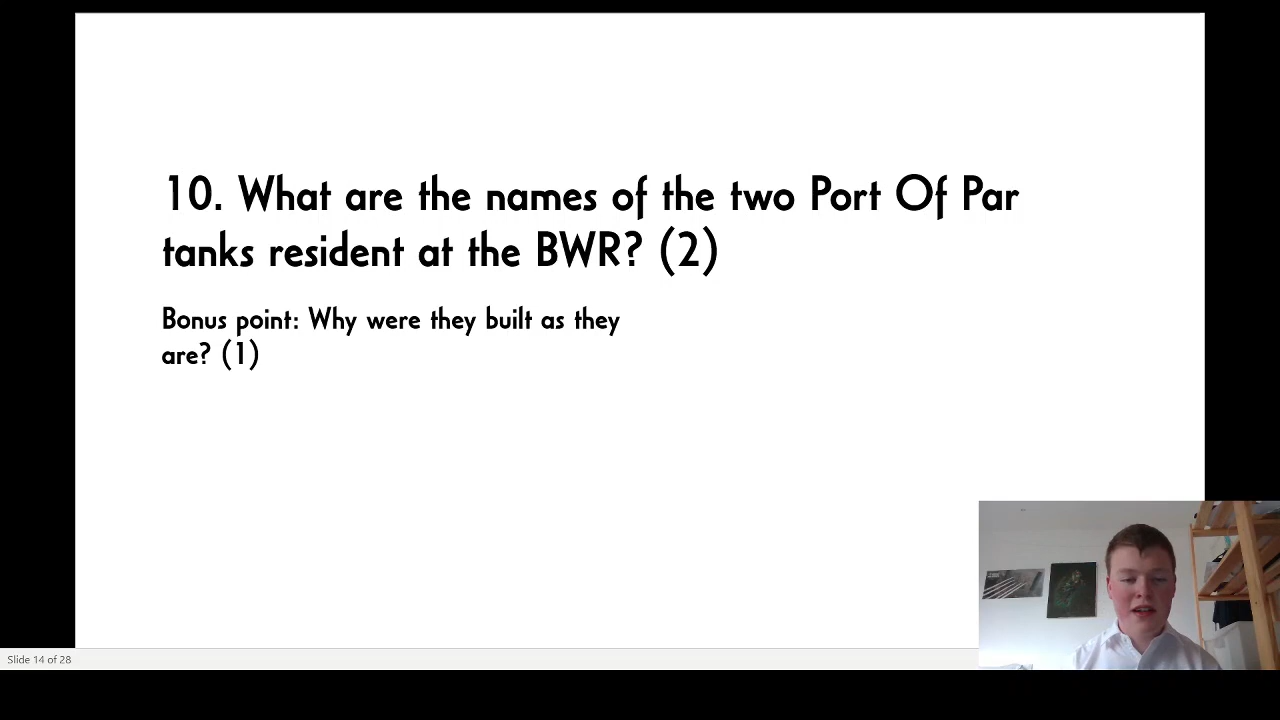 10. What are the names of the two Port Of Par
tanks resident at the BWR? (2)
Bonus point: Why were they built as they
are? (1)
Slide 14 of 28